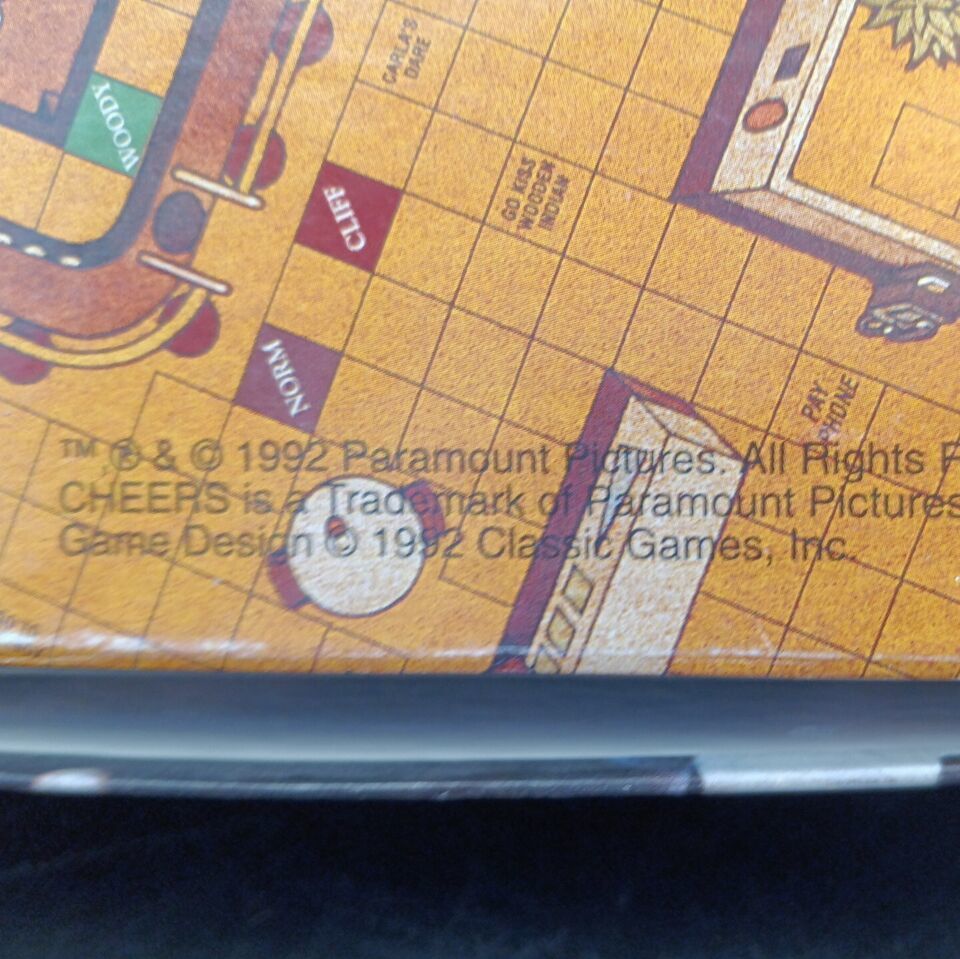 CARLA'S
DARE
WOODY
GO KISS
WOODEN
INDIAN
CLIFF
NORM
PAY
PHONE
™, ® & © 1992 Paramount Pictures. All Rights
CHEERS is a Trademark of Paramount Pictures
Game Design © 1992 Classic Games, Inc.